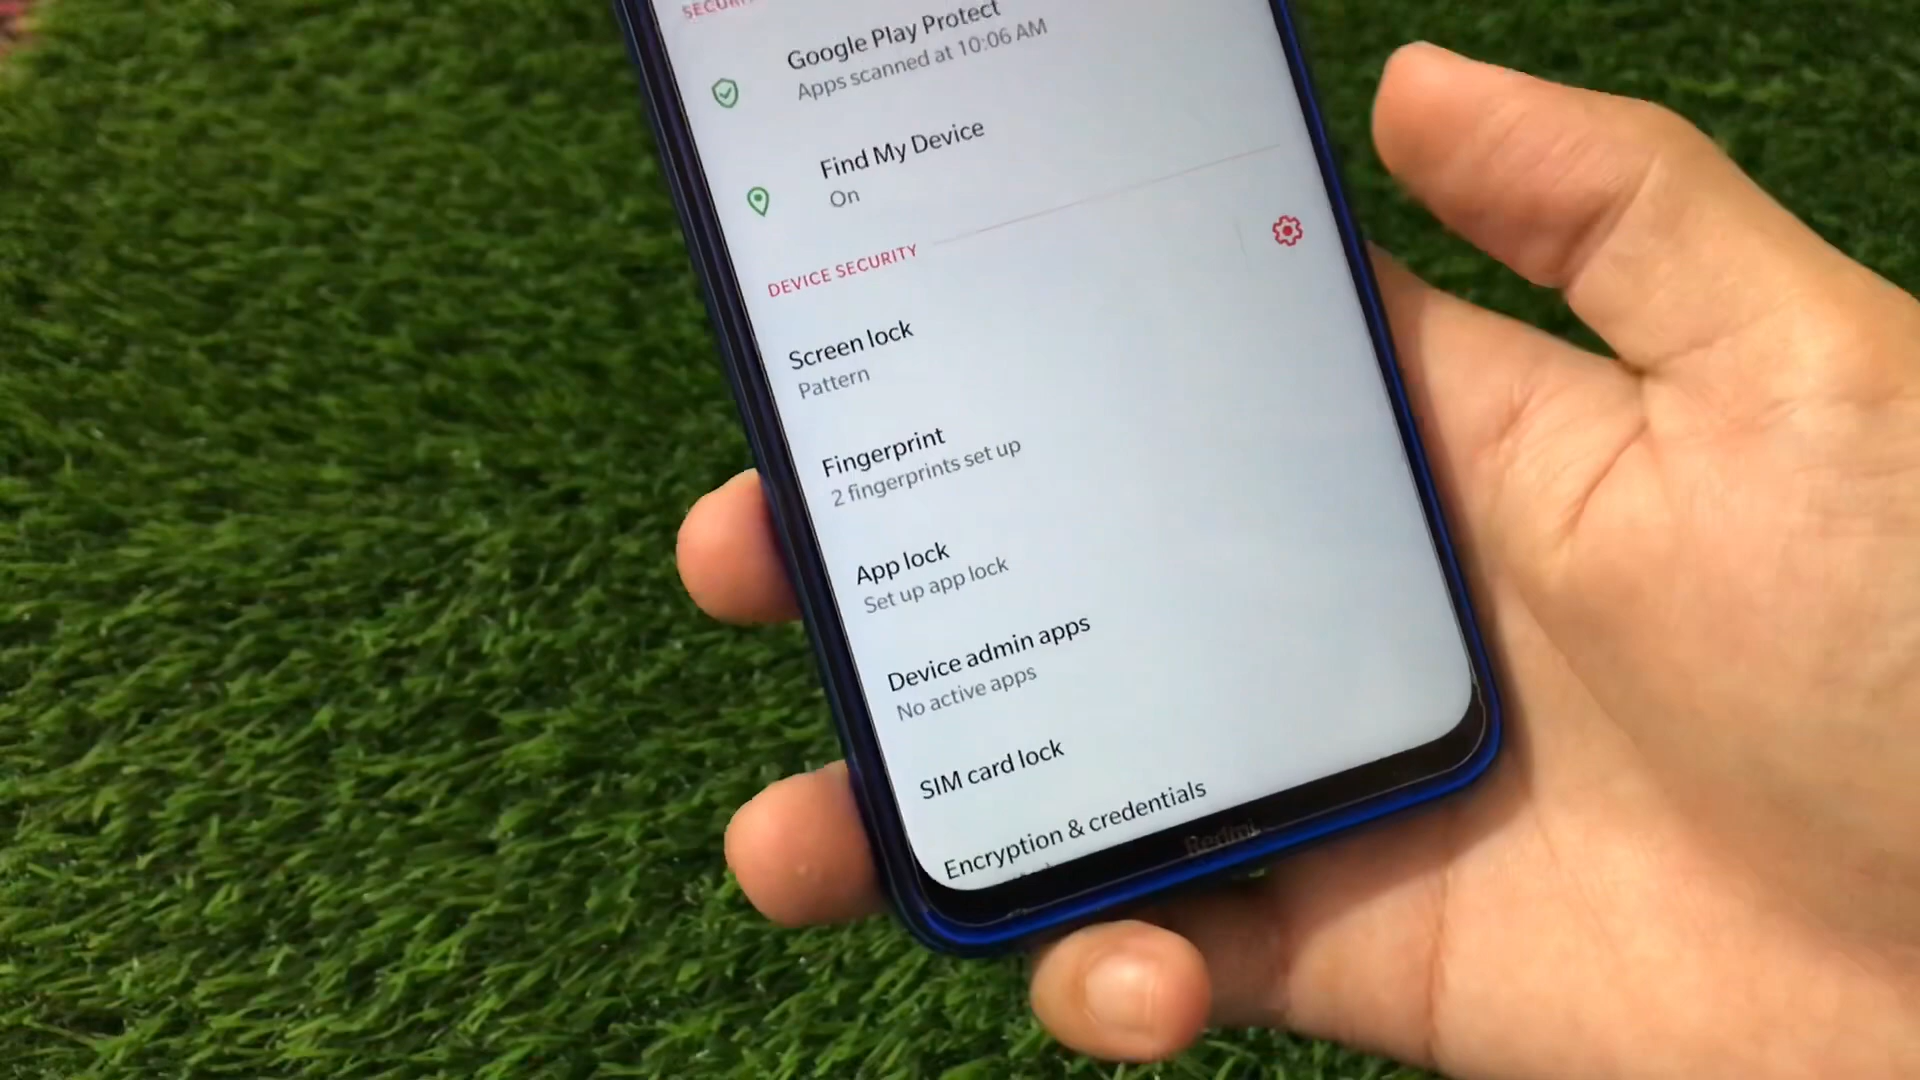 Google Play Protect
Apps scanned at 10:06 AM
Find My Device
On
DEVICE SECURITY
Screen lock
Pattern
Fingerprint
2 fingerprints set up
App lock
Set up app lock
Device admin apps
No active apps
SIM card lock
Encryption & credentials
Redmi